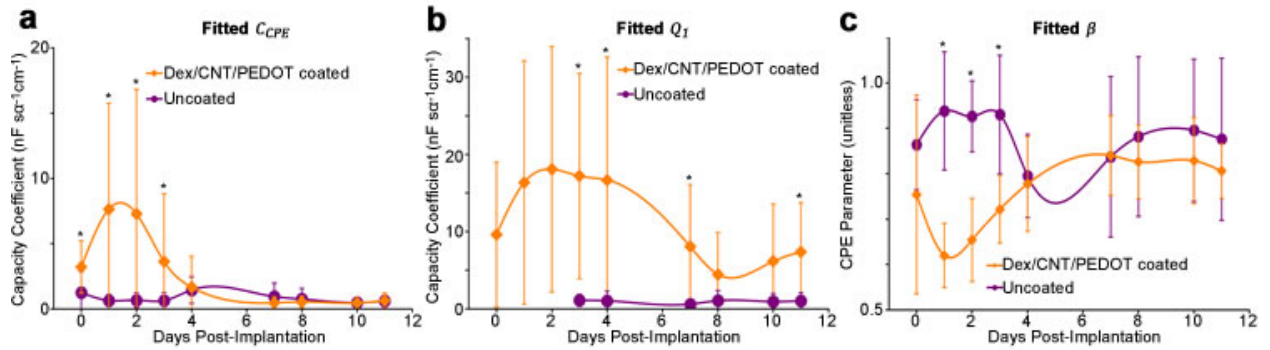 a
Fitted C_CPE
Capacity Coefficient (nF sα⁻¹cm⁻¹)
20
10
0
*
*
*
*
Dex/CNT/PEDOT coated
Uncoated
0 2 4 6 8 10 12
Days Post-Implantation
b
Fitted Q₁
Capacity Coefficient (nF sα⁻¹cm⁻¹)
30
20
10
0
*
*
*
*
Dex/CNT/PEDOT coated
Uncoated
0 2 4 6 8 10 12
Days Post-Implantation
c
Fitted β
CPE Parameter (unitless)
1.0
0.5
*
*
*
Dex/CNT/PEDOT coated
Uncoated
0 2 4 6 8 10 12
Days Post-Implantation